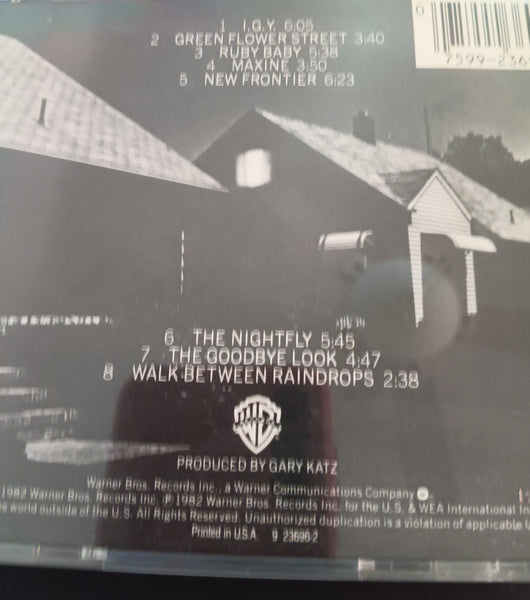 0
7599-236
1 I.G.Y. 6:05
2 GREEN FLOWER STREET 3:40
3 RUBY BABY 5:38
4 MAXINE 3:50
5 NEW FRONTIER 6:23
6 THE NIGHTFLY 5:45
7 THE GOODBYE LOOK 4:47
8 WALK BETWEEN RAINDROPS 2:38
PRODUCED BY GARY KATZ
Warner Bros. Records Inc., a Warner Communications Company
1982 Warner Bros. Records Inc. ℗ 1982 Warner Bros. Records Inc. for the U.S. & WEA International In
world outside of the U.S. All Rights Reserved. Unauthorized duplication is a violation of applicable
Printed in U.S.A. 9 23696-2